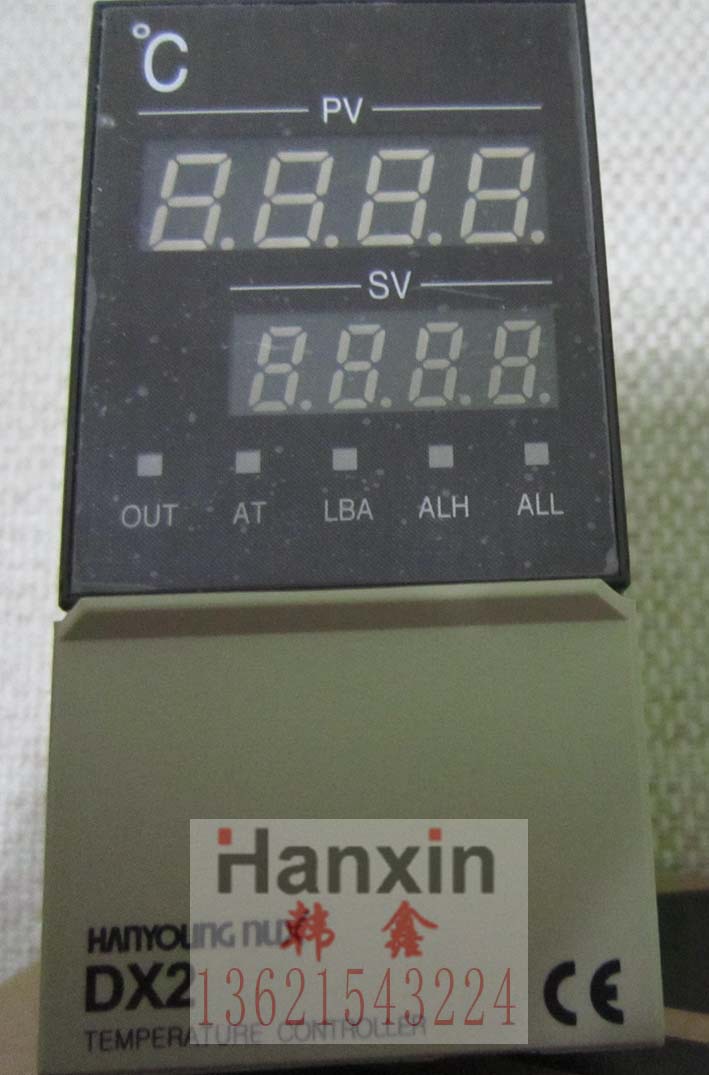 °C
PV
8.8.8.8.
SV
8.8.8.8.
OUT AT LBA ALH ALL
Hanxin
HANYOUNG NUX
韩鑫
DX2
13621543224
CE
TEMPERATURE CONTROLLER